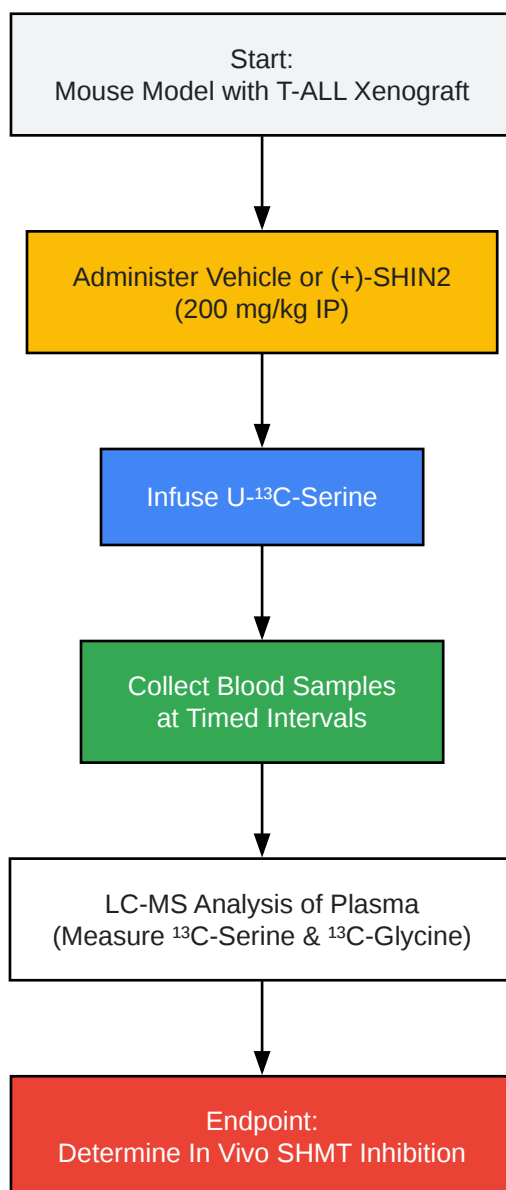 Start:
Mouse Model with T-ALL Xenograft
Administer Vehicle or (+)-SHIN2
(200 mg/kg IP)
Infuse U-¹³C-Serine
Collect Blood Samples
at Timed Intervals
LC-MS Analysis of Plasma
(Measure ¹³C-Serine & ¹³C-Glycine)
Endpoint:
Determine In Vivo SHMT Inhibition